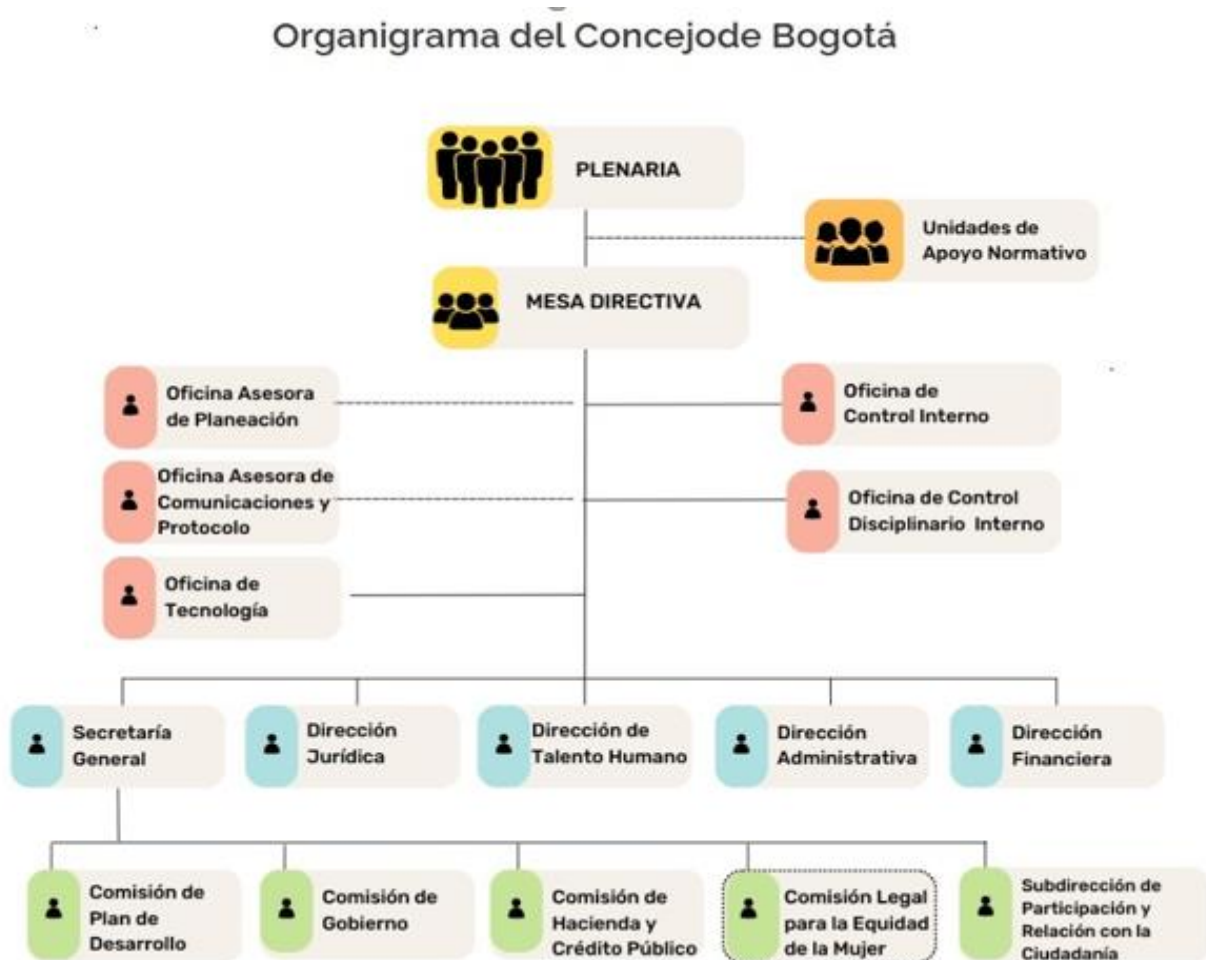 Organigrama del Concejode Bogotá
PLENARIA
Unidades de
Apoyo Normativo
MESA DIRECTIVA
Oficina Asesora
de Planeación
Oficina de
Control Interno
Oficina Asesora de
Comunicaciones y
Protocolo
Oficina de Control
Disciplinario Interno
Oficina de
Tecnología
Secretaría
General
Dirección
Jurídica
Dirección de
Talento Humano
Dirección
Administrativa
Dirección
Financiera
Comisión de
Plan de
Desarrollo
Comisión de
Gobierno
Comisión de
Hacienda y
Crédito Público
Comisión Legal
para la Equidad
de la Mujer
Subdirección de
Participación y
Relación con la
Ciudadanía